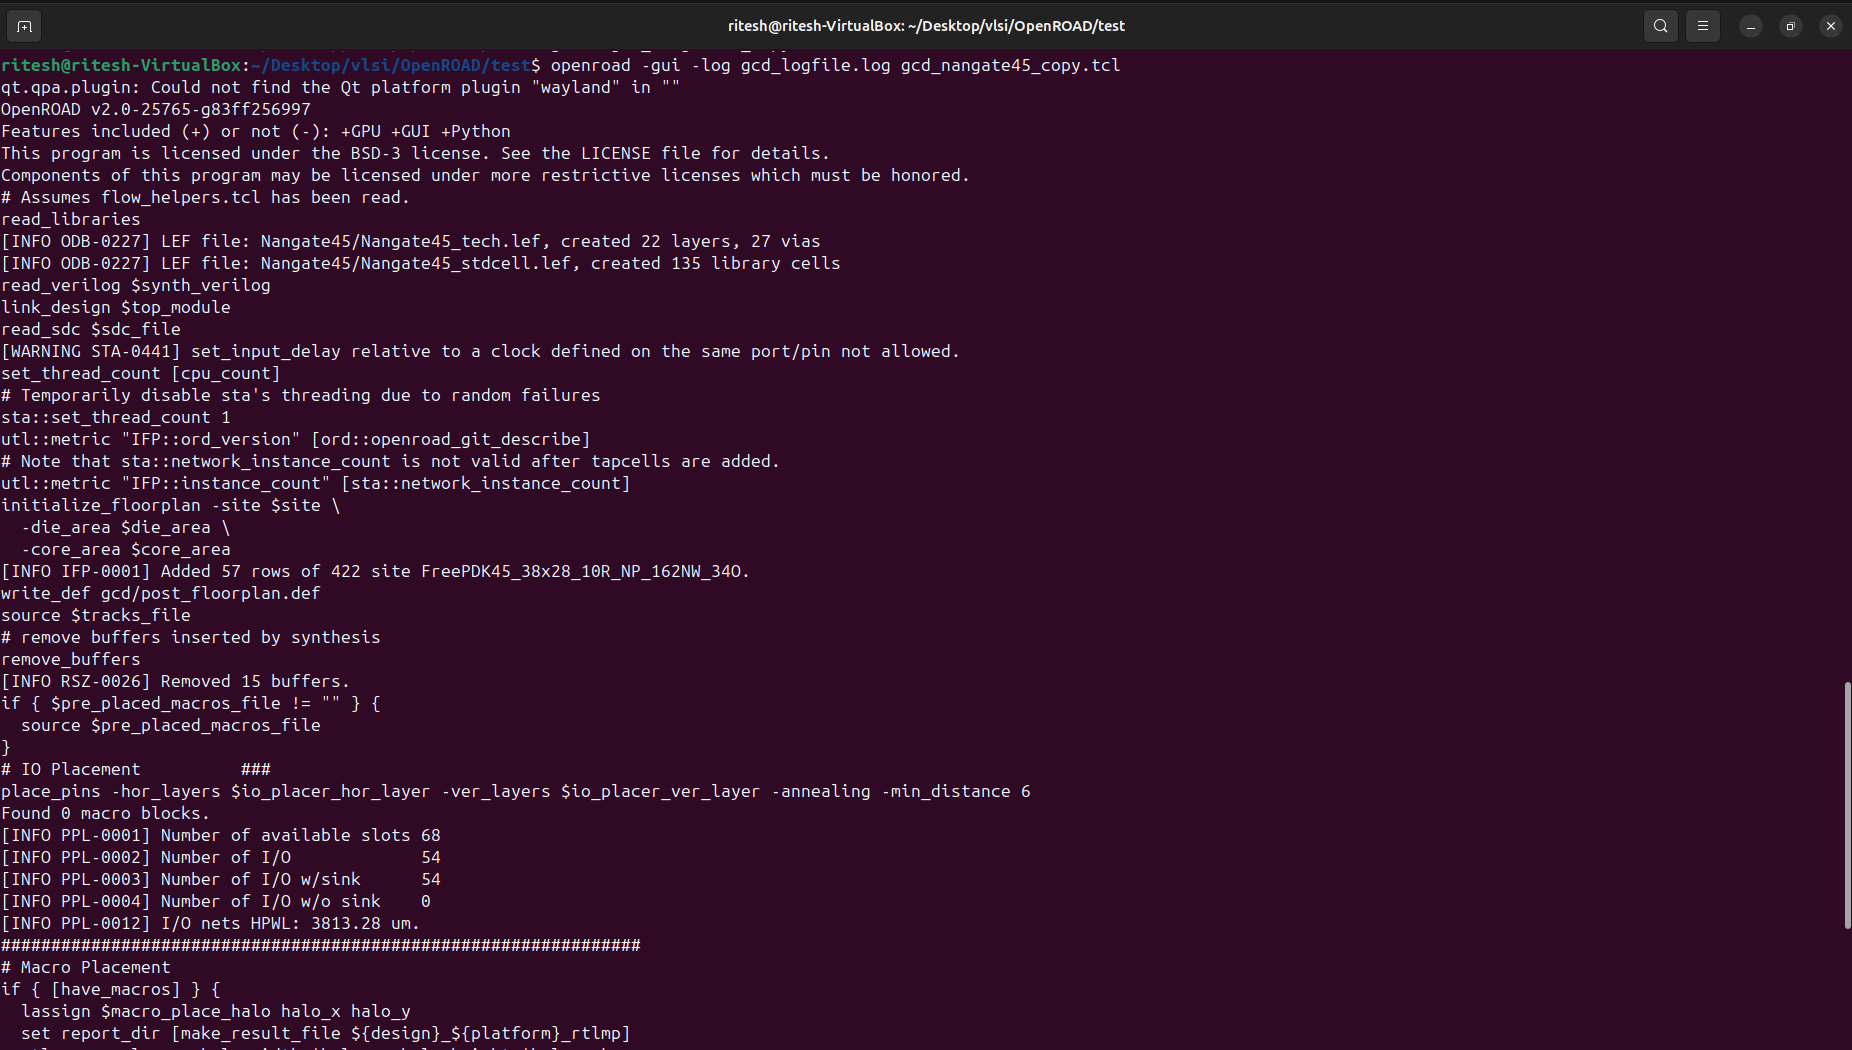 ritesh@ritesh-VirtualBox: ~/Desktop/vlsi/OpenROAD/test
ritesh@ritesh-VirtualBox:~/Desktop/vlsi/OpenROAD/test$ openroad -gui -log gcd_logfile.log gcd_nangate45_copy.tcl
qt.qpa.plugin: Could not find the Qt platform plugin "wayland" in ""
OpenROAD v2.0-25765-g83ff256997
Features included (+) or not (-): +GPU +GUI +Python
This program is licensed under the BSD-3 license. See the LICENSE file for details.
Components of this program may be licensed under more restrictive licenses which must be honored.
# Assumes flow_helpers.tcl has been read.
read_libraries
[INFO ODB-0227] LEF file: Nangate45/Nangate45_tech.lef, created 22 layers, 27 vias
[INFO ODB-0227] LEF file: Nangate45/Nangate45_stdcell.lef, created 135 library cells
read_verilog $synth_verilog
link_design $top_module
read_sdc $sdc_file
[WARNING STA-0441] set_input_delay relative to a clock defined on the same port/pin not allowed.
set_thread_count [cpu_count]
# Temporarily disable sta's threading due to random failures
sta::set_thread_count 1
utl::metric "IFP::ord_version" [ord::openroad_git_describe]
# Note that sta::network_instance_count is not valid after tapcells are added.
utl::metric "IFP::instance_count" [sta::network_instance_count]
initialize_floorplan -site $site \
  -die_area $die_area \
  -core_area $core_area
[INFO IFP-0001] Added 57 rows of 422 site FreePDK45_38x28_10R_NP_162NW_34O.
write_def gcd/post_floorplan.def
source $tracks_file
# remove buffers inserted by synthesis
remove_buffers
[INFO RSZ-0026] Removed 15 buffers.
if { $pre_placed_macros_file != "" } {
  source $pre_placed_macros_file
}
# IO Placement          ###
place_pins -hor_layers $io_placer_hor_layer -ver_layers $io_placer_ver_layer -annealing -min_distance 6
Found 0 macro blocks.
[INFO PPL-0001] Number of available slots 68
[INFO PPL-0002] Number of I/O             54
[INFO PPL-0003] Number of I/O w/sink      54
[INFO PPL-0004] Number of I/O w/o sink    0
[INFO PPL-0012] I/O nets HPWL: 3813.28 um.
################################################################
# Macro Placement
if { [have_macros] } {
  lassign $macro_place_halo halo_x halo_y
  set report_dir [make_result_file ${design}_${platform}_rtlmp]